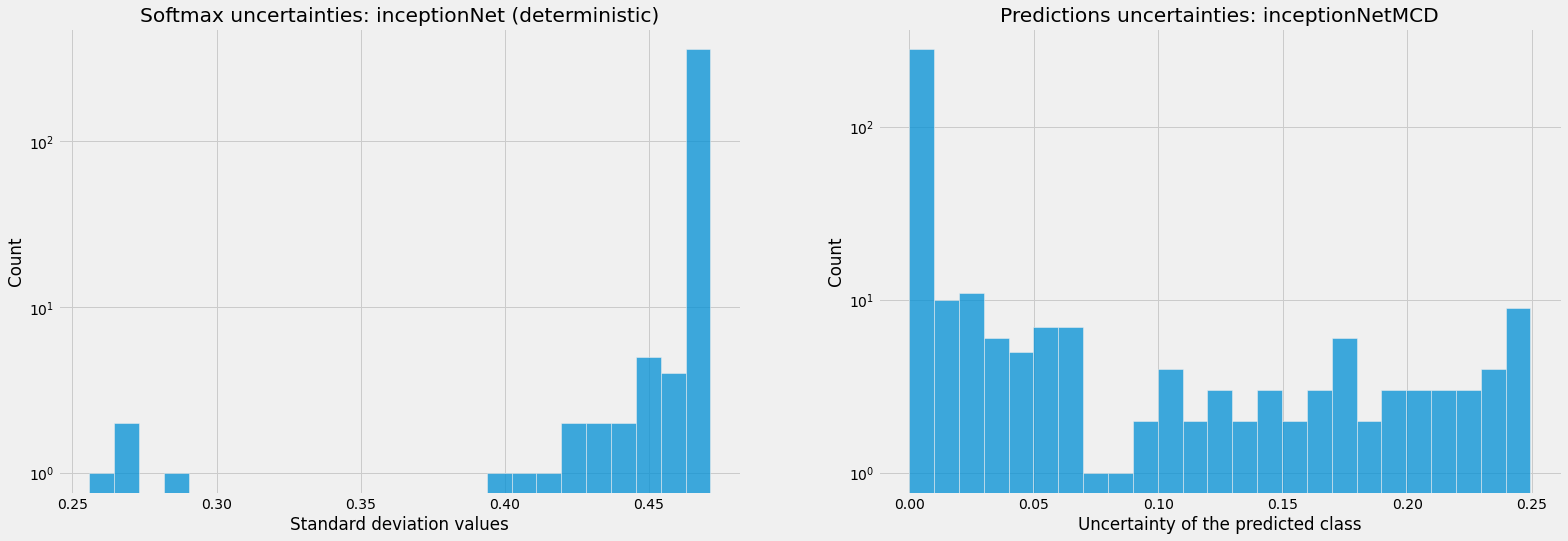 Softmax uncertainties: inceptionNet (deterministic)
Count
10²
10¹
10⁰
0.25 0.30 0.35 0.40 0.45
Standard deviation values
Predictions uncertainties: inceptionNetMCD
Count
10²
10¹
10⁰
0.00 0.05 0.10 0.15 0.20 0.25
Uncertainty of the predicted class